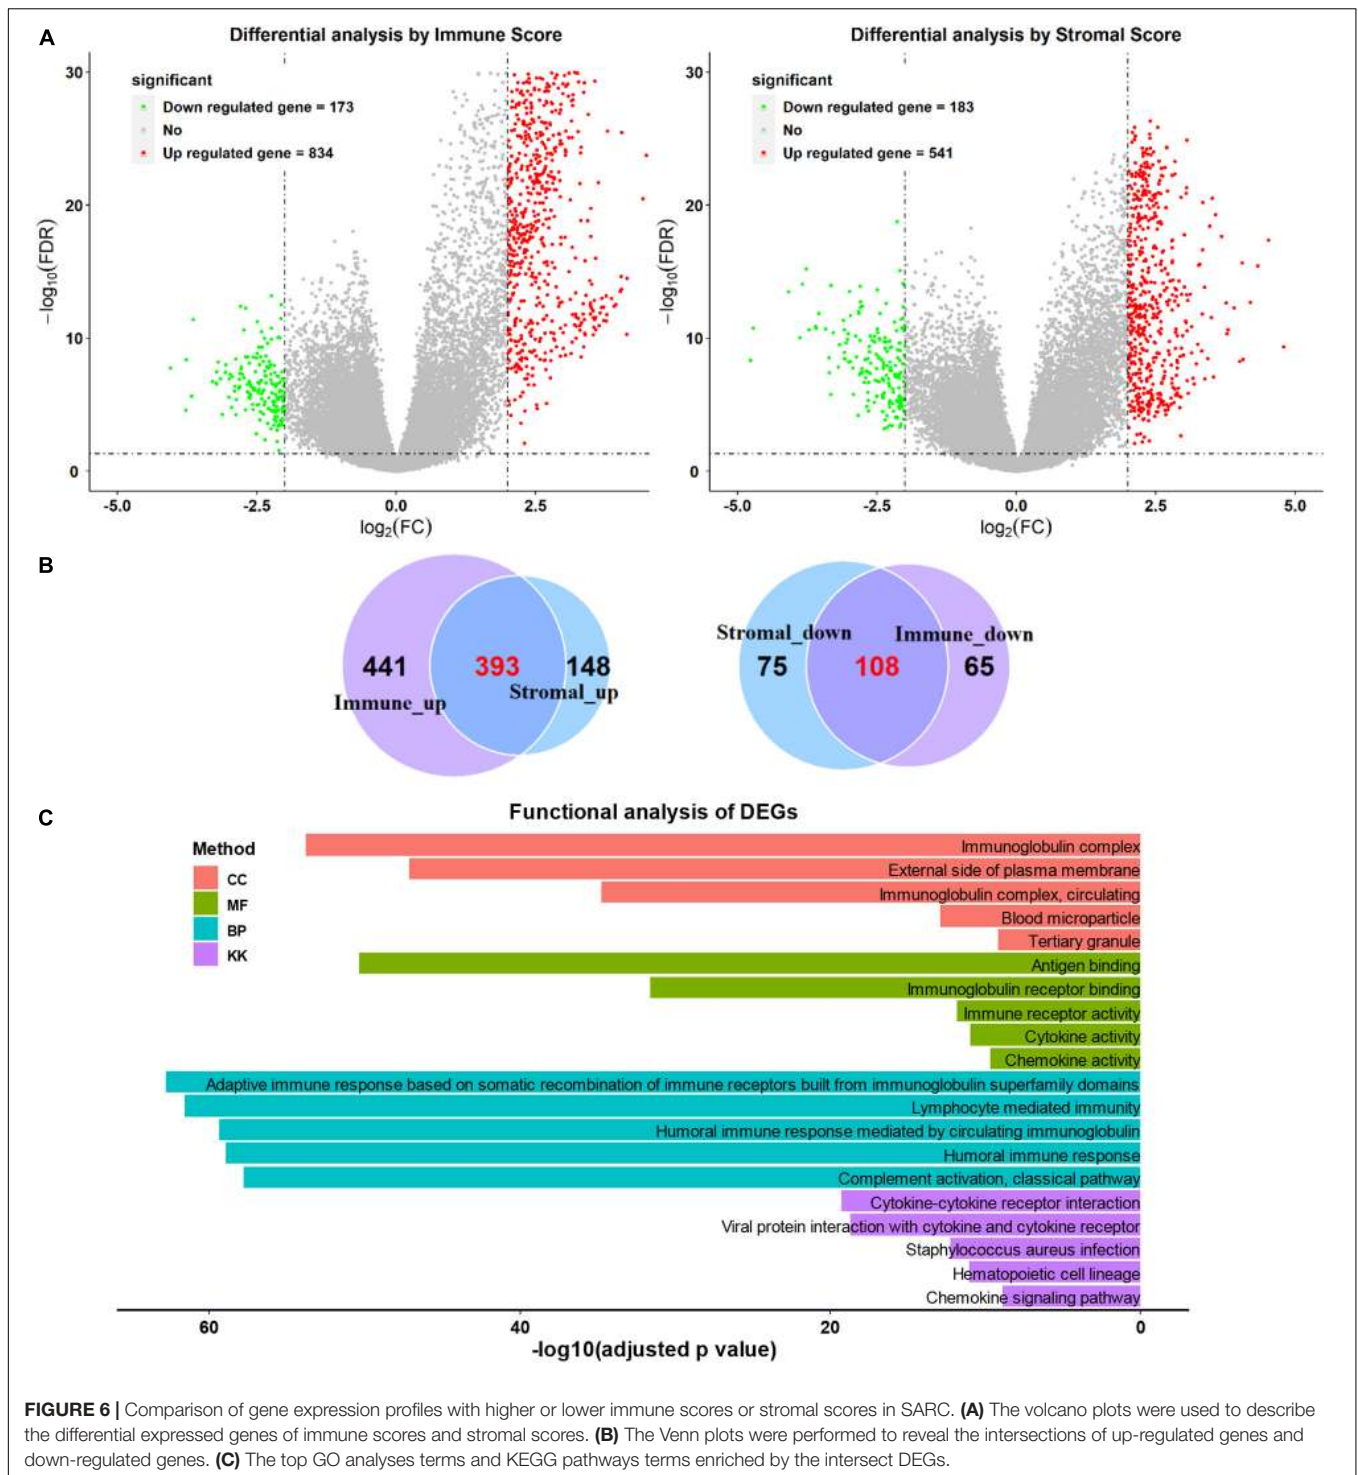 A
Differential analysis by Immune Score
significant
Down regulated gene = 173
No
Up regulated gene = 834
30
20
10
0
−log10(FDR)
-5.0 -2.5 0.0 2.5
log2(FC)
Differential analysis by Stromal Score
significant
Down regulated gene = 183
No
Up regulated gene = 541
30
20
10
0
−log10(FDR)
-5.0 -2.5 0.0 2.5 5.0
log2(FC)
B
441 393 148
Immune_up Stromal_up
Stromal_down Immune_down
75 108 65
C
Functional analysis of DEGs
Method
CC
MF
BP
KK
Immunoglobulin complex
External side of plasma membrane
Immunoglobulin complex, circulating
Blood microparticle
Tertiary granule
Antigen binding
Immunoglobulin receptor binding
Immune receptor activity
Cytokine activity
Chemokine activity
Adaptive immune response based on somatic recombination of immune receptors built from immunoglobulin superfamily domains
Lymphocyte mediated immunity
Humoral immune response mediated by circulating immunoglobulin
Humoral immune response
Complement activation, classical pathway
Cytokine-cytokine receptor interaction
Viral protein interaction with cytokine and cytokine receptor
Staphylococcus aureus infection
Hematopoietic cell lineage
Chemokine signaling pathway
60 40 20 0
-log10(adjusted p value)
FIGURE 6 | Comparison of gene expression profiles with higher or lower immune scores or stromal scores in SARC. (A) The volcano plots were used to describe
the differential expressed genes of immune scores and stromal scores. (B) The Venn plots were performed to reveal the intersections of up-regulated genes and
down-regulated genes. (C) The top GO analyses terms and KEGG pathways terms enriched by the intersect DEGs.